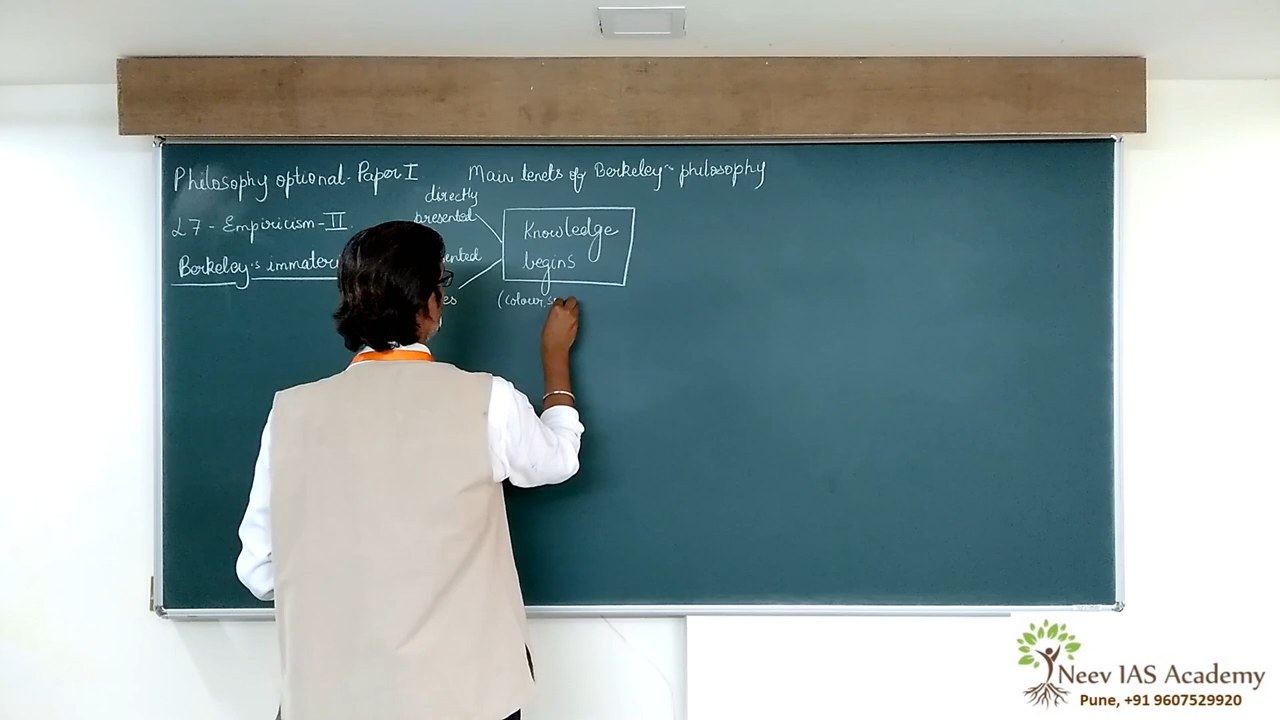 Philosophy optional- Paper I
L7 - Empiricism - II.
Berkeley's immateri
Main tenets of Berkeley's philosophy
directly
presented
Knowledge
begins
(colour,
Neev IAS Academy
Pune, +91 9607529920